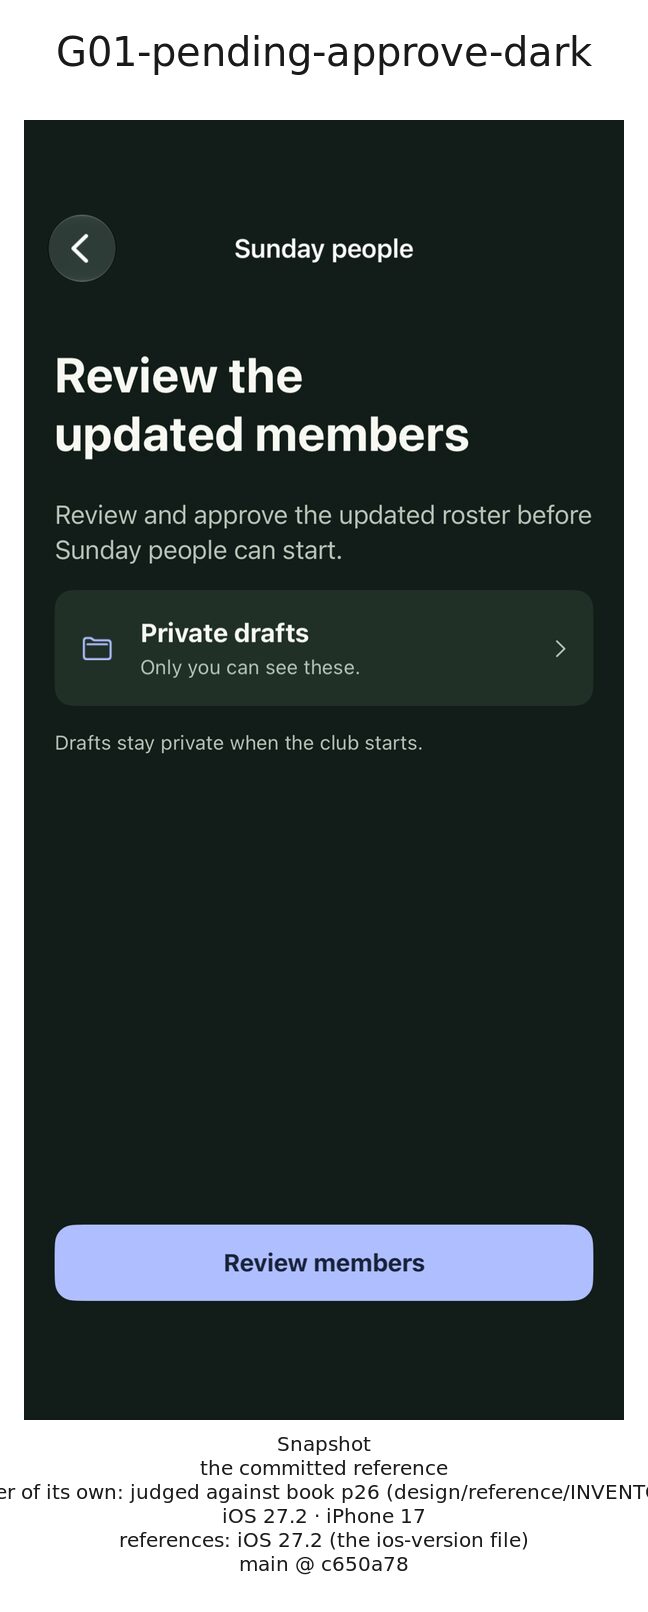 G01-pending-approve-dark
Sunday people
Review the
updated members
Review and approve the updated roster before
Sunday people can start.
Private drafts
Only you can see these.
Drafts stay private when the club starts.
Review members
Snapshot
the committed reference
of its own: judged against book p26
iOS 27.2 · iPhone 17
references: iOS 27.2 (the ios-version file)
main @ c650a78